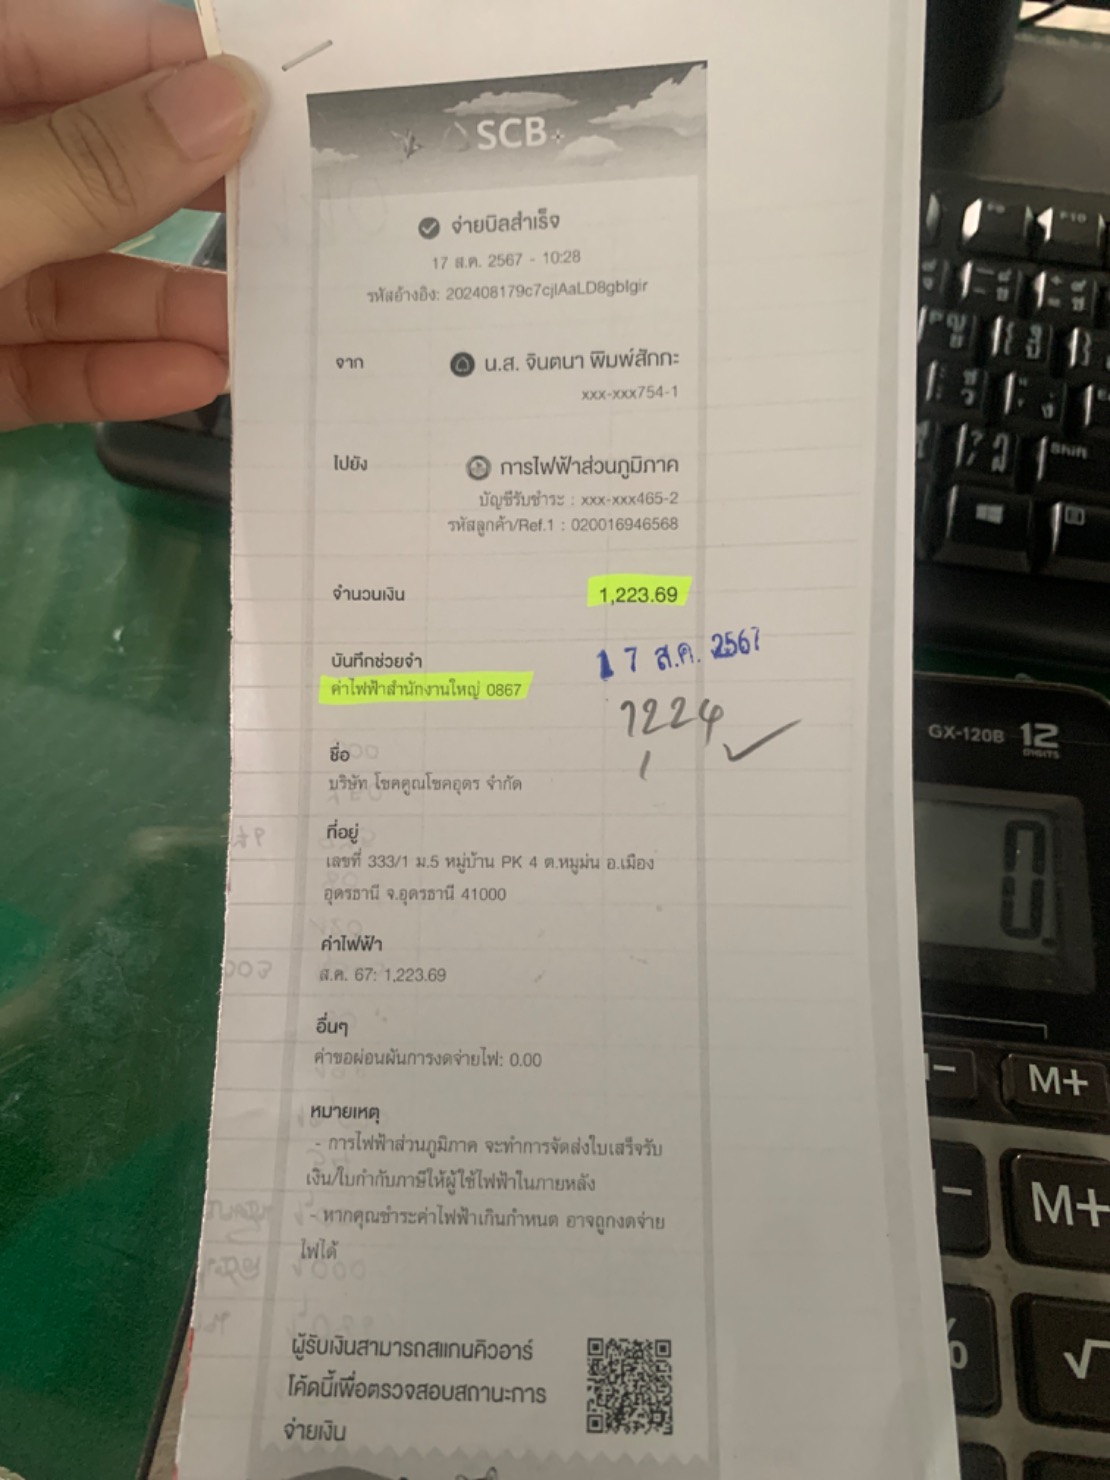 SCB
จ่ายบิลสำเร็จ
17 ส.ค. 2567 - 10:28
รหัสอ้างอิง: 202408179c7cjlAaLD8gbIgir
จาก
น.ส. จินตนา พิมพ์สักกะ
xxx-xxx754-1
ไปยัง
การไฟฟ้าส่วนภูมิภาค
บัญชีรับชำระ : xxx-xxx465-2
รหัสลูกค้า/Ref.1 : 020016946568
จำนวนเงิน
1,223.69
บันทึกช่วยจำ
17 ส.ค. 2567
ค่าไฟฟ้าสำนักงานใหญ่ 0867
1224
ชื่อ
บริษัท โชคคูณโชคอุดร จำกัด
ที่อยู่
เลขที่ 333/1 ม.5 หมู่บ้าน PK 4 ต.หมูม่น อ.เมือง
อุดรธานี จ.อุดรธานี 41000
ค่าไฟฟ้า
ส.ค. 67: 1,223.69
อื่นๆ
ค่าขอผ่อนผันการงดจ่ายไฟ: 0.00
หมายเหตุ
- การไฟฟ้าส่วนภูมิภาค จะทำการจัดส่งใบเสร็จรับ
เงิน/ใบกำกับภาษีให้ผู้ใช้ไฟฟ้าในภายหลัง
- หากคุณชำระค่าไฟฟ้าเกินกำหนด อาจถูกงดจ่าย
ไฟได้
ผู้รับเงินสามารถสแกนคิวอาร์
โค้ดนี้เพื่อตรวจสอบสถานะการ
จ่ายเงิน
F9
F10
Shift
GX-120B
12
DIGITS
0.
M+
M+
√